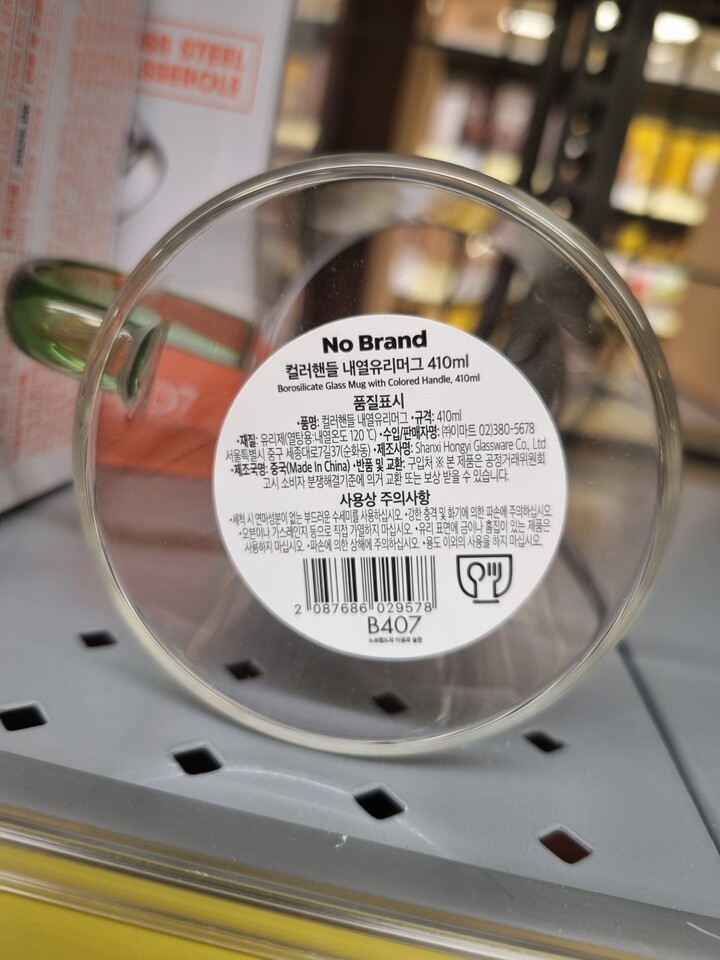 SS STEEL
SSEROLE
No Brand
컬러핸들 내열유리머그 410ml
Borosilicate Glass Mug with Colored Handle, 410ml
품질표시
•품명: 컬러핸들 내열유리머그 •규격: 410ml
•재질: 유리제(열탕용·내열온도 120 ℃) •수입/판매자명: ㈜이마트 02)380-5678
서울특별시 중구 세종대로7길37(순화동) •제조사명: Shanxi Hongyi Glassware Co., Ltd
•제조국명: 중국(Made In China) •반품 및 교환: 구입처 ※ 본 제품은 공정거래위원회
고시 소비자 분쟁해결기준에 의거 교환 또는 보상 받을 수 있습니다.
사용상 주의사항
•세척 시 연마성분이 없는 부드러운 수세미를 사용하십시오. •강한 충격 및 화기에 의한 파손에 주의하십시오.
•오븐이나 가스레인지 등으로 직접 가열하지 마십시오. •유리 표면에 금이나 흠집이 있는 제품은
사용하지 마십시오. •파손에 의한 상해에 주의하십시오. •용도 이외의 사용을 하지 마십시오.
2 087686 029578
B407